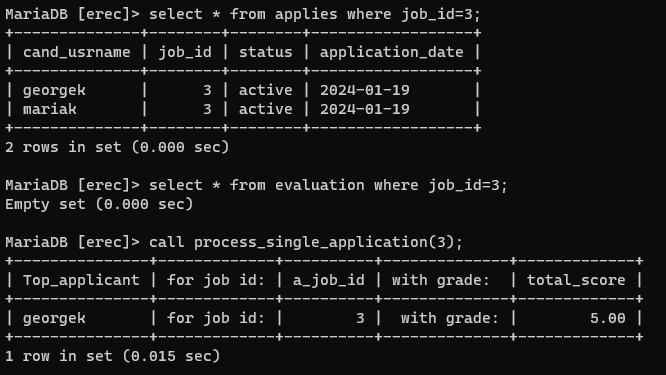 MariaDB [erec]> select * from applies where job_id=3;
+--------------+--------+--------+------------------+
| cand_usrname | job_id | status | application_date |
+--------------+--------+--------+------------------+
| georgek      |      3 | active | 2024-01-19       |
| mariak       |      3 | active | 2024-01-19       |
+--------------+--------+--------+------------------+
2 rows in set (0.000 sec)

MariaDB [erec]> select * from evaluation where job_id=3;
Empty set (0.000 sec)

MariaDB [erec]> call process_single_application(3);
+---------------+-------------+----------+--------------+-------------+
| Top_applicant | for job id: | a_job_id | with grade:  | total_score |
+---------------+-------------+----------+--------------+-------------+
| georgek       | for job id: |        3 |  with grade: |        5.00 |
+---------------+-------------+----------+--------------+-------------+
1 row in set (0.015 sec)